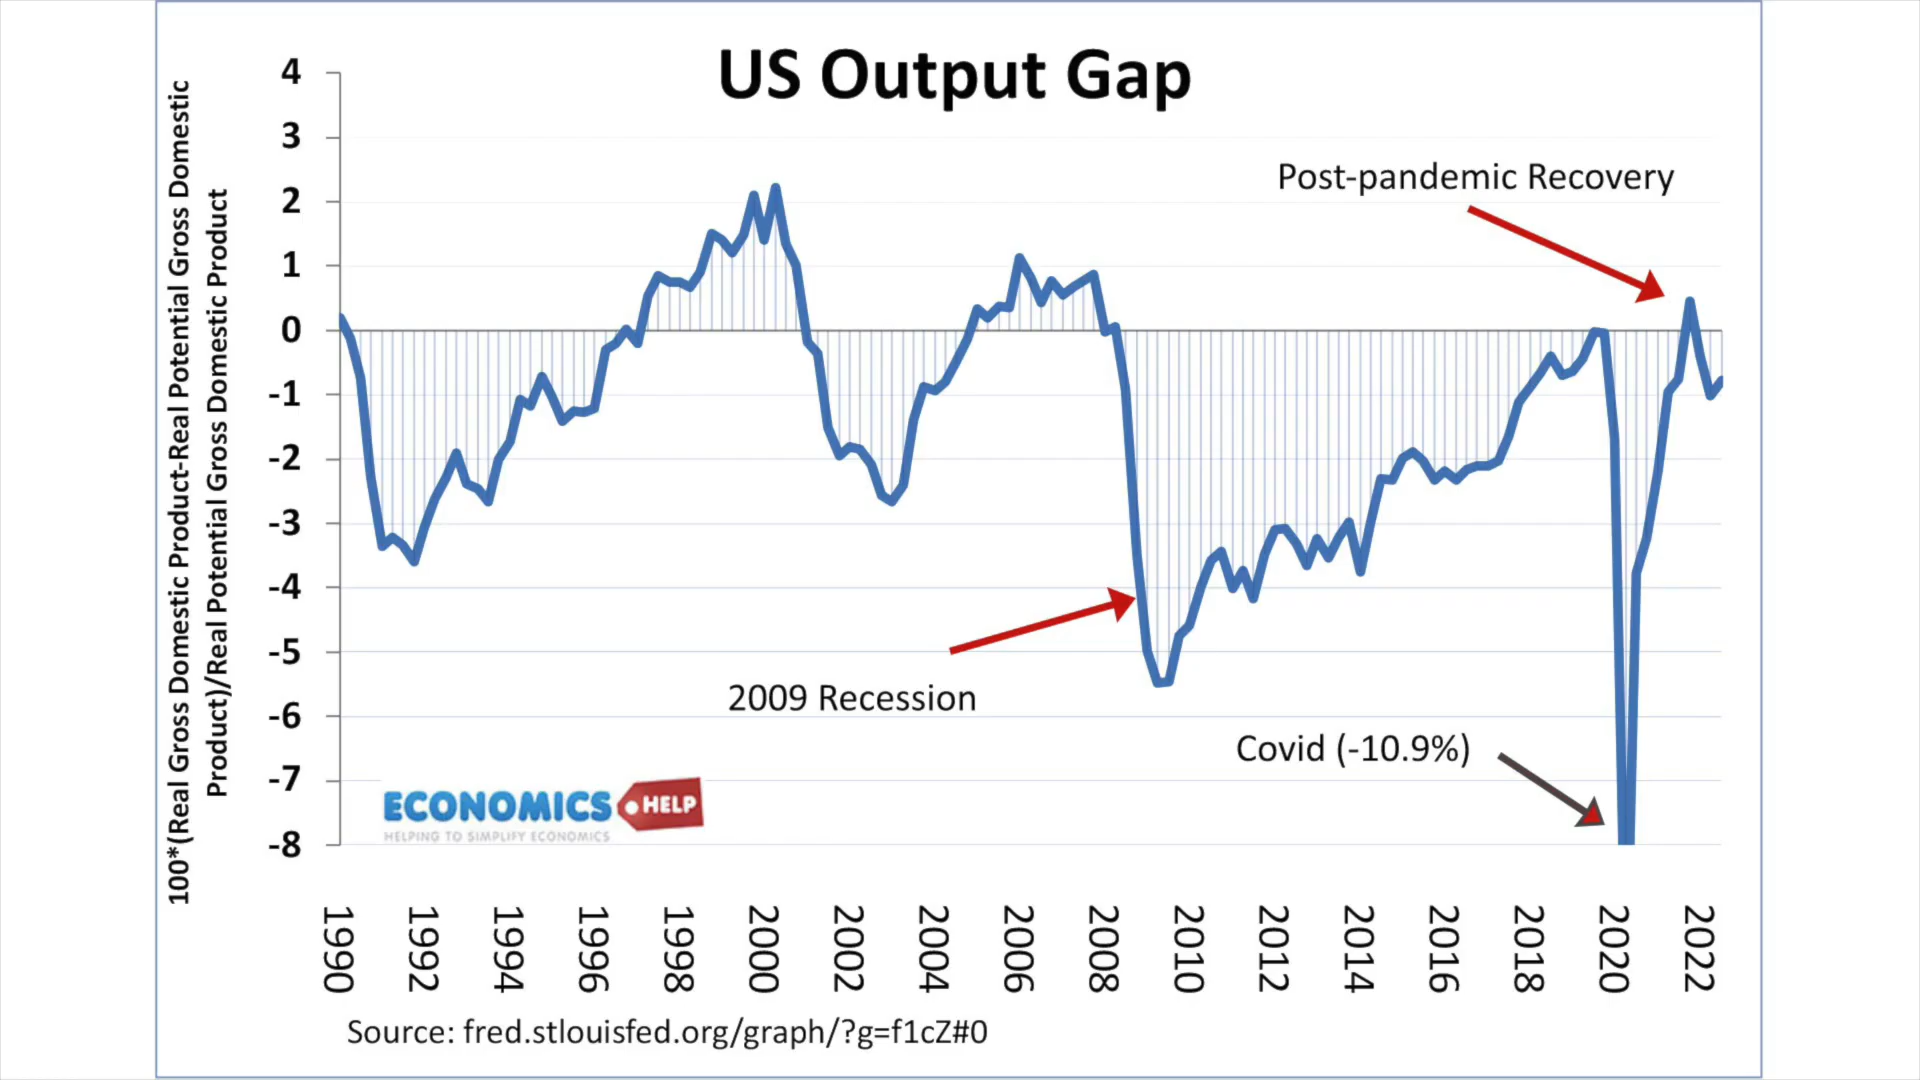 US Output Gap
100*(Real Gross Domestic Product-Real Potential Gross Domestic
Product)/Real Potential Gross Domestic Product
4
3
2
1
0
-1
-2
-3
-4
-5
-6
-7
-8
Post-pandemic Recovery
2009 Recession
Covid (-10.9%)
ECONOMICS HELP
HELPING TO SIMPLIFY ECONOMICS
1990 1992 1994 1996 1998 2000 2002 2004 2006 2008 2010 2012 2014 2016 2018 2020 2022
Source: fred.stlouisfed.org/graph/?g=f1cZ#0